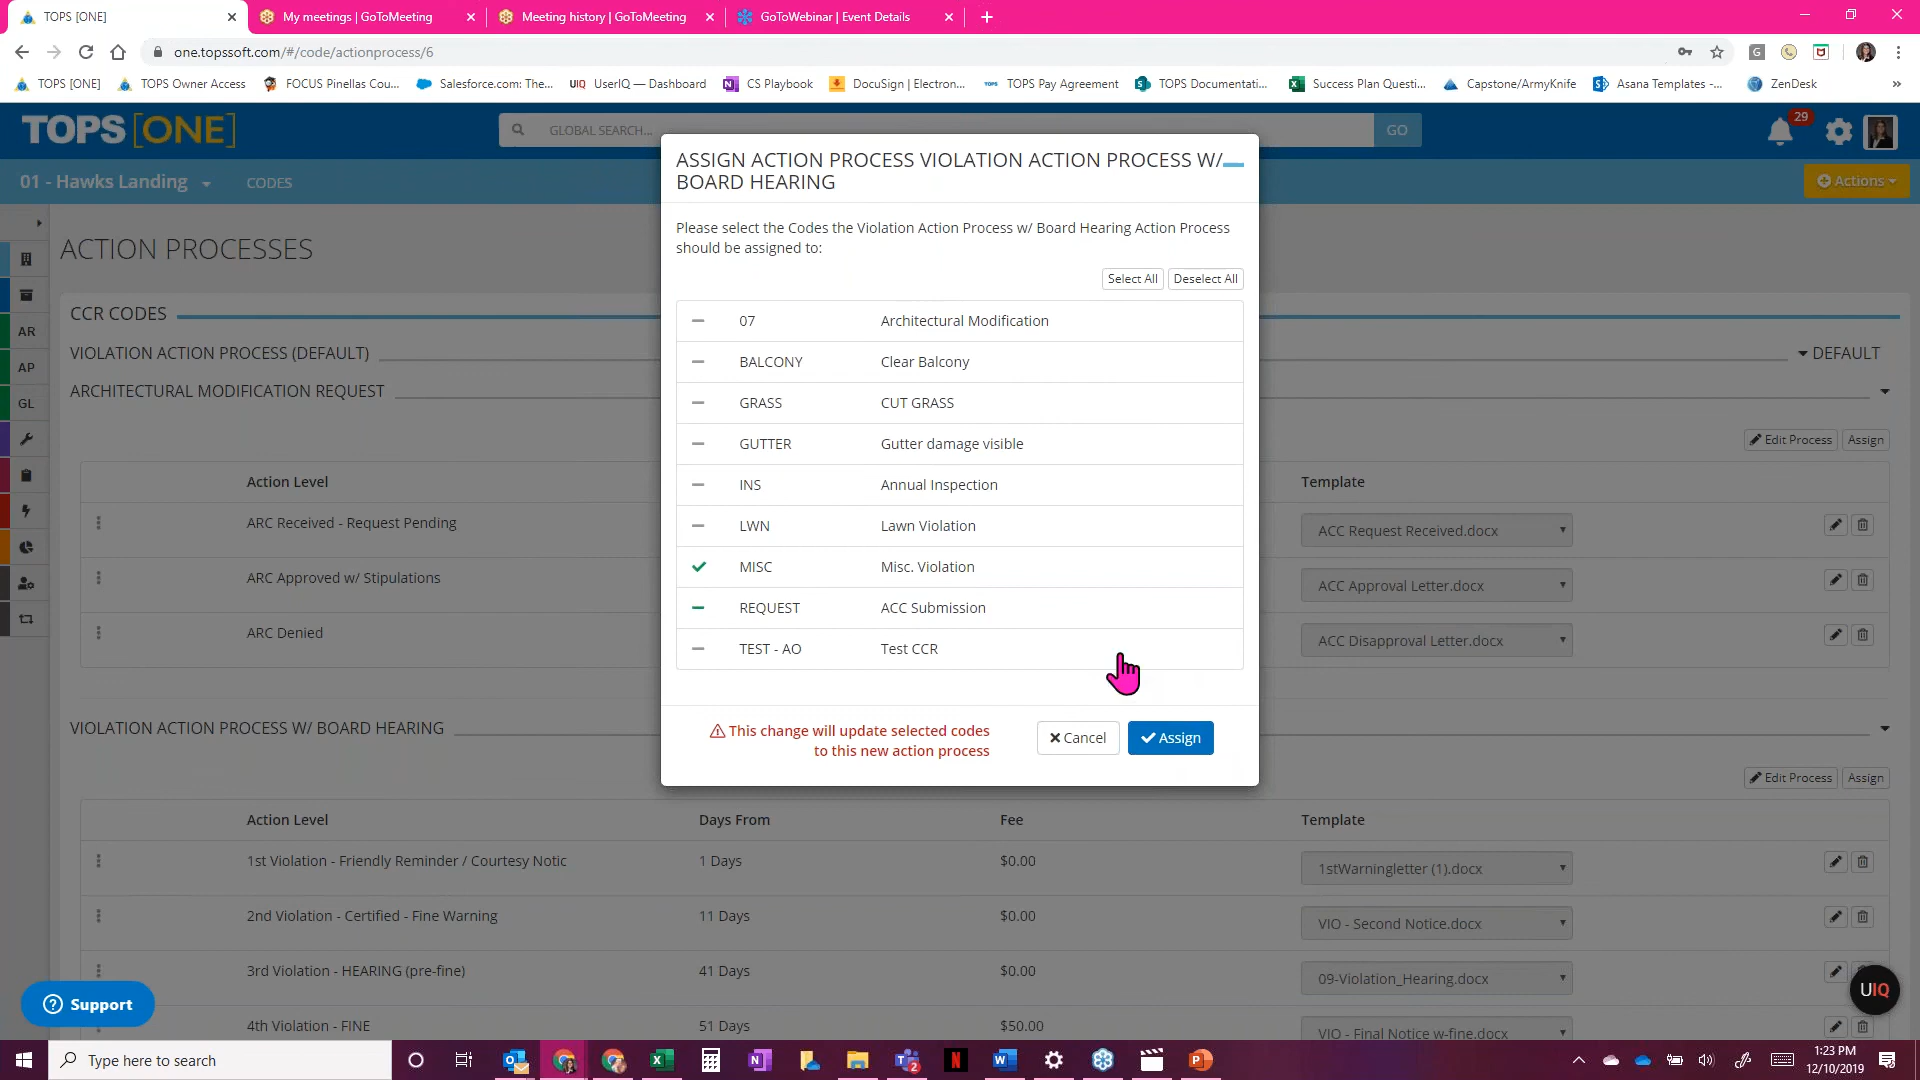 TOPS [ONE]
My meetings | GoToMeeting
Meeting history | GoToMeeting
GoToWebinar | Event Details
one.topssoft.com/#/code/actionprocess/6
TOPS [ONE]
TOPS Owner Access
FOCUS Pinellas Cou...
Salesforce.com: The...
UIQ UserIQ — Dashboard
CS Playbook
DocuSign | Electron...
TOPS Pay Agreement
TOPS Documentati...
Success Plan Questi...
Capstone/ArmyKnife
Asana Templates -...
ZenDesk
»
TOPS [ONE]
GLOBAL SEARCH...
GO
29
01 - Hawks Landing
CODES
Actions
ACTION PROCESSES
CCR CODES
VIOLATION ACTION PROCESS (DEFAULT)
DEFAULT
ARCHITECTURAL MODIFICATION REQUEST
AR
AP
GL
Edit Process Assign
Action Level
Template
ARC Received - Request Pending
ACC Request Received.docx
ARC Approved w/ Stipulations
ACC Approval Letter.docx
ARC Denied
ACC Disapproval Letter.docx
ASSIGN ACTION PROCESS VIOLATION ACTION PROCESS W/
BOARD HEARING
Please select the Codes the Violation Action Process w/ Board Hearing Action Process
should be assigned to:
Select All Deselect All
07 Architectural Modification
BALCONY Clear Balcony
GRASS CUT GRASS
GUTTER Gutter damage visible
INS Annual Inspection
LWN Lawn Violation
MISC Misc. Violation
REQUEST ACC Submission
TEST - AO Test CCR
This change will update selected codes
to this new action process
Cancel
Assign
VIOLATION ACTION PROCESS W/ BOARD HEARING
Edit Process Assign
Action Level Days From Fee Template
1st Violation - Friendly Reminder / Courtesy Notic 1 Days $0.00 1stWarningletter (1).docx
2nd Violation - Certified - Fine Warning 11 Days $0.00 VIO - Second Notice.docx
3rd Violation - HEARING (pre-fine) 41 Days $0.00 09-Violation_Hearing.docx
4th Violation - FINE 51 Days $50.00 VIO - Final Notice w-fine.docx
Support
UIQ
Type here to search
1:23 PM
12/10/2019